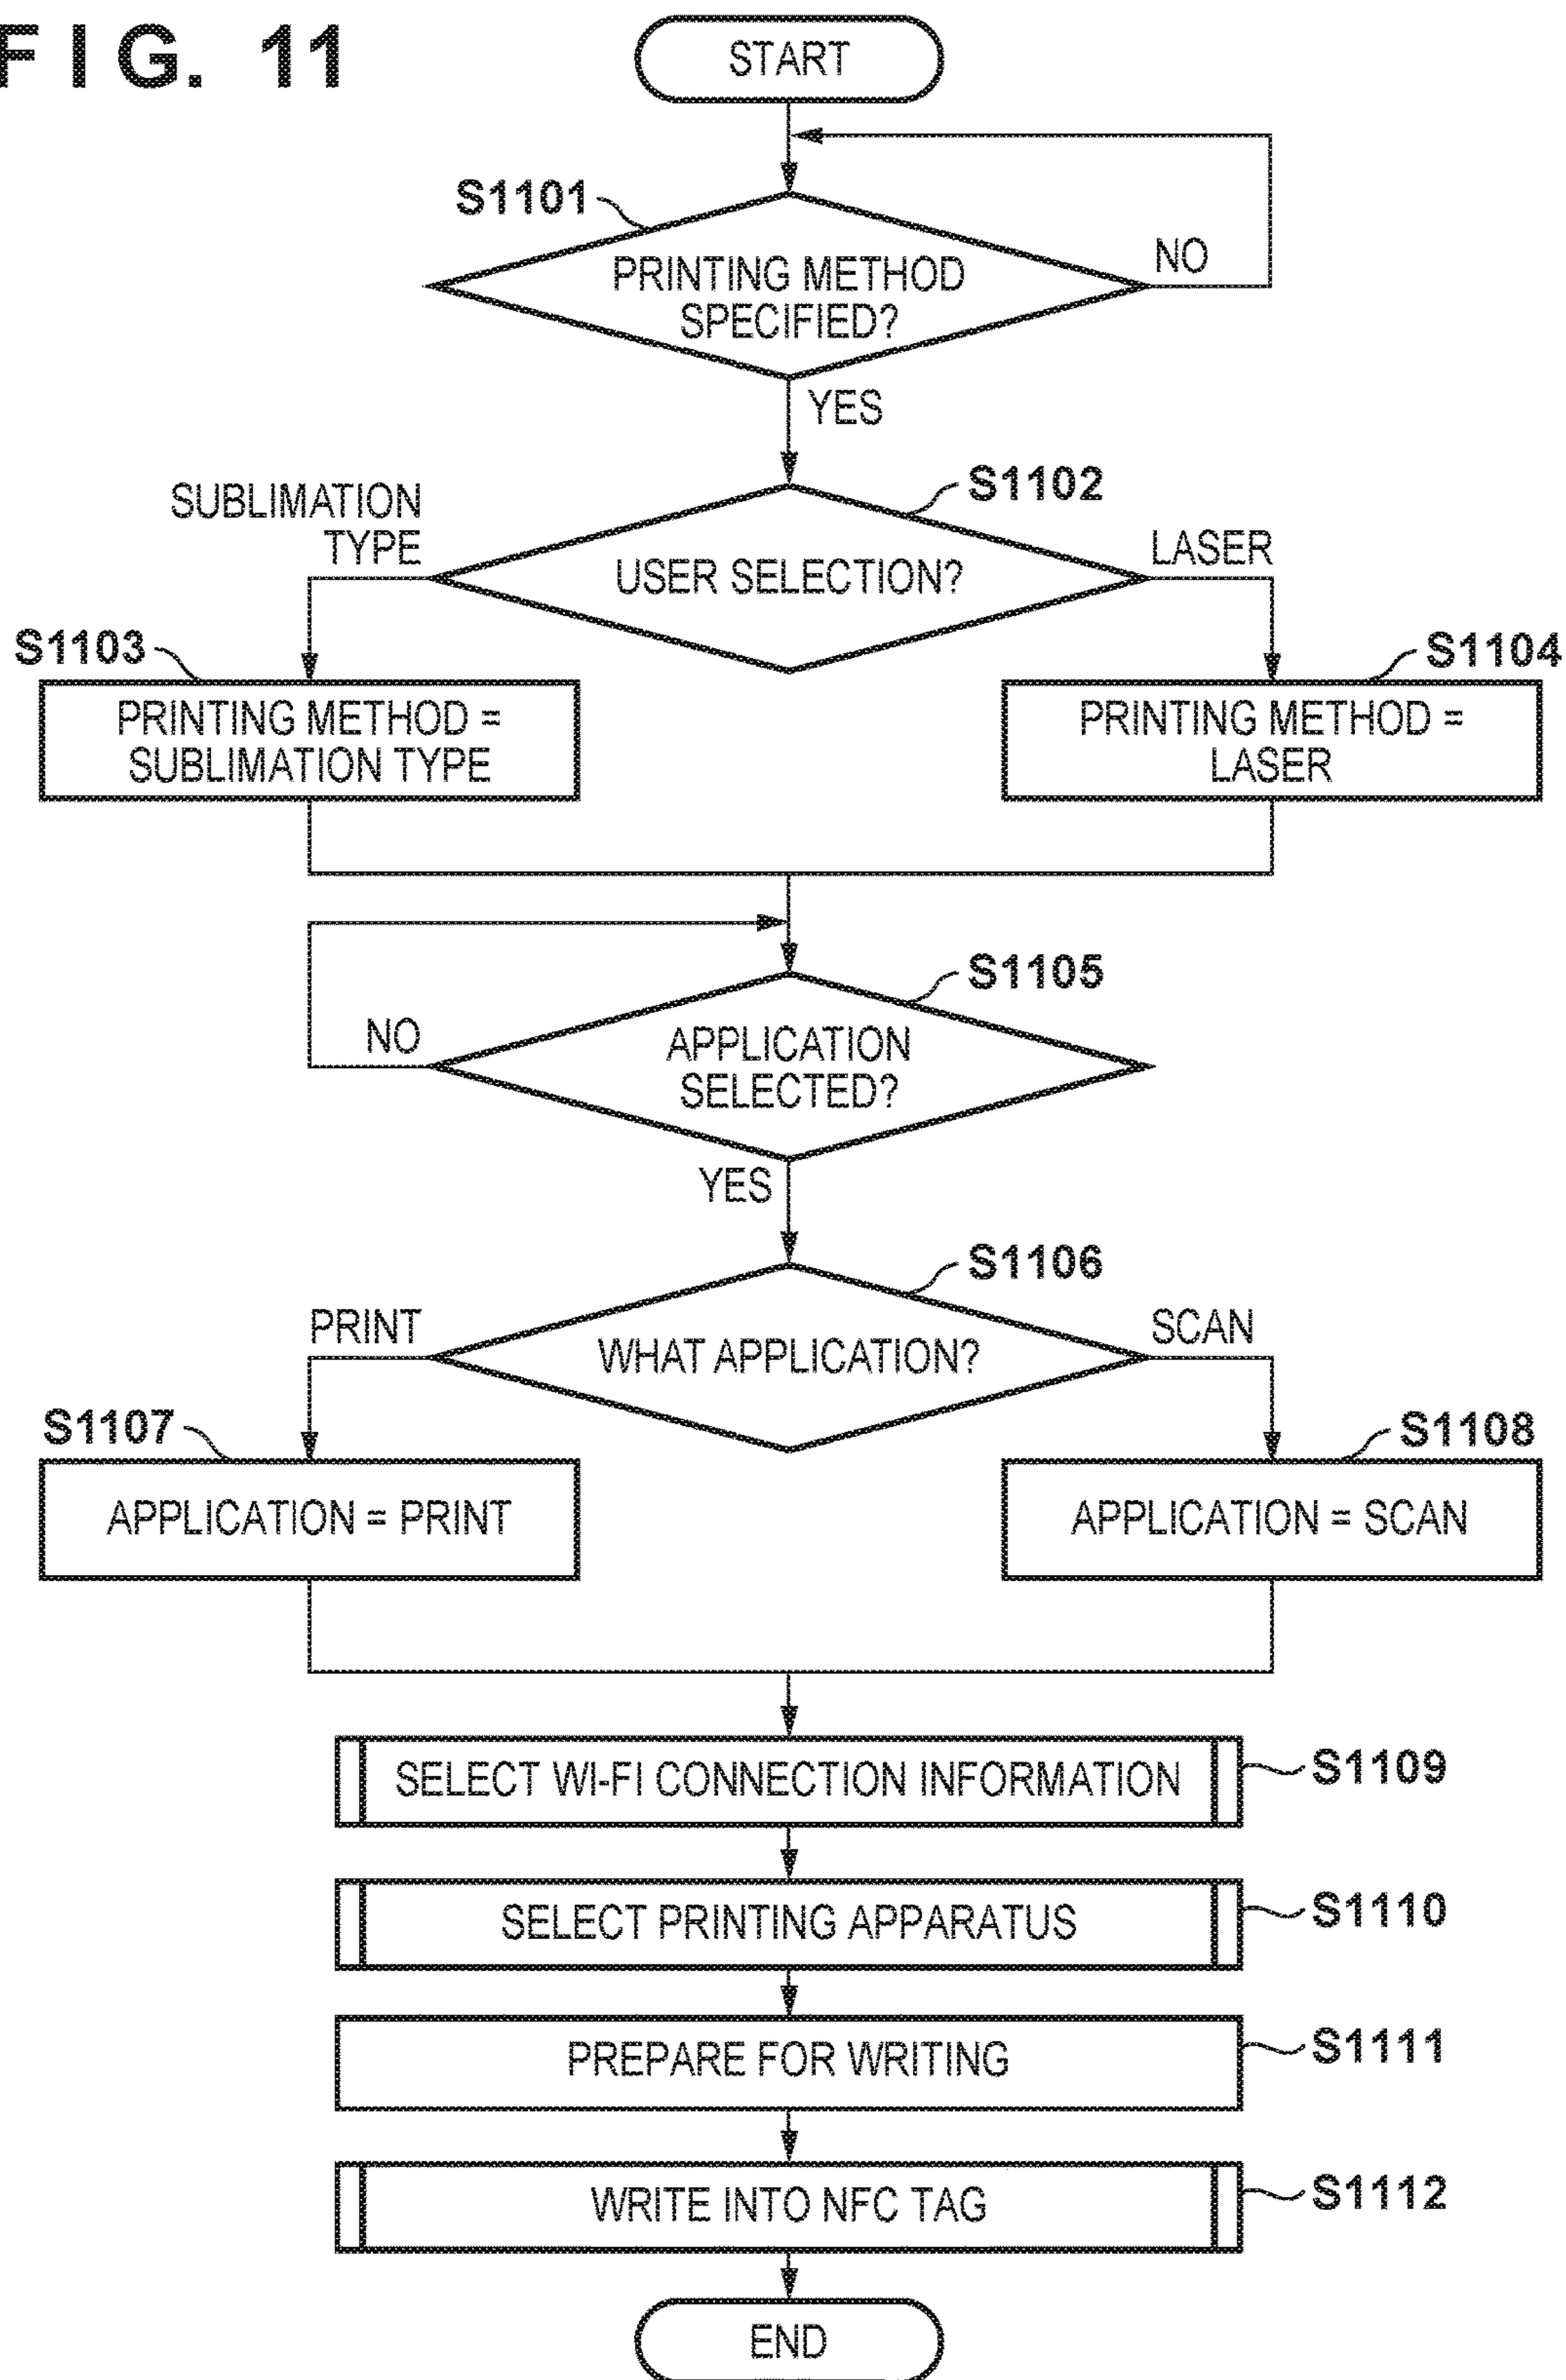 FIG. 11
START
S1101
PRINTING METHOD
SPECIFIED?
NO
YES
S1102
SUBLIMATION
TYPE
USER SELECTION?
LASER
S1103
S1104
PRINTING METHOD =
SUBLIMATION TYPE
PRINTING METHOD =
LASER
S1105
NO
APPLICATION
SELECTED?
YES
S1106
PRINT
WHAT APPLICATION?
SCAN
S1107
S1108
APPLICATION = PRINT
APPLICATION = SCAN
SELECT WI-FI CONNECTION INFORMATION
S1109
SELECT PRINTING APPARATUS
S1110
PREPARE FOR WRITING
S1111
WRITE INTO NFC TAG
S1112
END